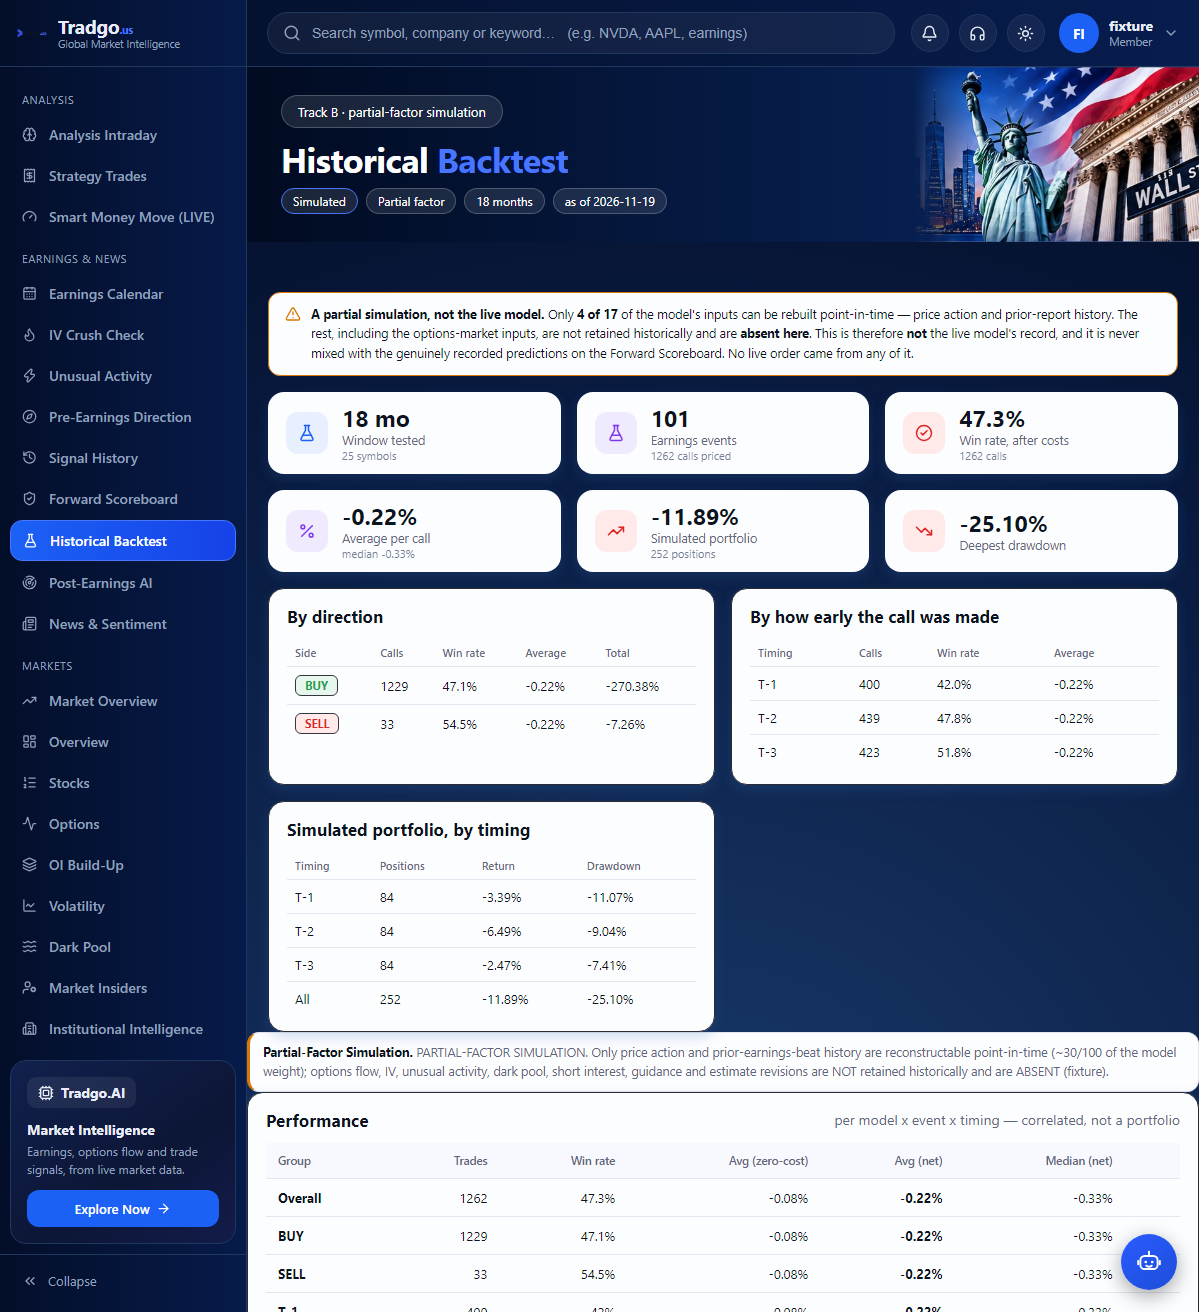 Tradgo.us
Global Market Intelligence
Search symbol, company or keyword... (e.g. NVDA, AAPL, earnings)
FI
fixture
Member
ANALYSIS
Analysis Intraday
Strategy Trades
Smart Money Move (LIVE)
EARNINGS & NEWS
Earnings Calendar
IV Crush Check
Unusual Activity
Pre-Earnings Direction
Signal History
Forward Scoreboard
Historical Backtest
Post-Earnings AI
News & Sentiment
MARKETS
Market Overview
Overview
Stocks
Options
OI Build-Up
Volatility
Dark Pool
Market Insiders
Institutional Intelligence
Tradgo.AI
Market Intelligence
Earnings, options flow and trade
signals, from live market data.
Explore Now →
Collapse
Track B · partial-factor simulation
Historical Backtest
Simulated
Partial factor
18 months
as of 2026-11-19
WALL ST
A partial simulation, not the live model. Only 4 of 17 of the model's inputs can be rebuilt point-in-time — price action and prior-report history. The
rest, including the options-market inputs, are not retained historically and are absent here. This is therefore not the live model's record, and it is never
mixed with the genuinely recorded predictions on the Forward Scoreboard. No live order came from any of it.
18 mo
Window tested
25 symbols
101
Earnings events
1262 calls priced
47.3%
Win rate, after costs
1262 calls
-0.22%
Average per call
median -0.33%
-11.89%
Simulated portfolio
252 positions
-25.10%
Deepest drawdown
By direction
Side Calls Win rate Average Total
BUY 1229 47.1% -0.22% -270.38%
SELL 33 54.5% -0.22% -7.26%
By how early the call was made
Timing Calls Win rate Average
T-1 400 42.0% -0.22%
T-2 439 47.8% -0.22%
T-3 423 51.8% -0.22%
Simulated portfolio, by timing
Timing Positions Return Drawdown
T-1 84 -3.39% -11.07%
T-2 84 -6.49% -9.04%
T-3 84 -2.47% -7.41%
All 252 -11.89% -25.10%
Partial-Factor Simulation. PARTIAL-FACTOR SIMULATION. Only price action and prior-earnings-beat history are reconstructable point-in-time (~30/100 of the model
weight); options flow, IV, unusual activity, dark pool, short interest, guidance and estimate revisions are NOT retained historically and are ABSENT (fixture).
Performance
per model x event x timing — correlated, not a portfolio
Group Trades Win rate Avg (zero-cost) Avg (net) Median (net)
Overall 1262 47.3% -0.08% -0.22% -0.33%
BUY 1229 47.1% -0.08% -0.22% -0.33%
SELL 33 54.5% -0.08% -0.22% -0.33%
T-1 400 42% -0.08% -0.22% -0.33%